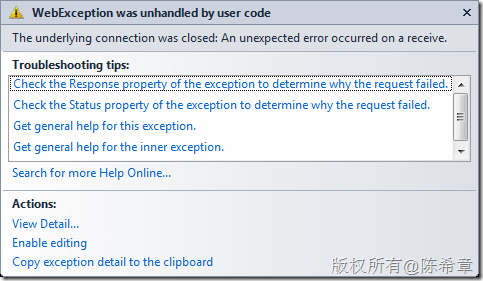 WebException was unhandled by user code
The underlying connection was closed: An unexpected error occurred on a receive.
Troubleshooting tips:
Check the Response property of the exception to determine why the request failed.
Check the Status property of the exception to determine why the request failed.
Get general help for this exception.
Get general help for the inner exception.
Search for more Help Online...
Actions:
View Detail...
Enable editing
Copy exception detail to the clipboard
版权所有@陈希章